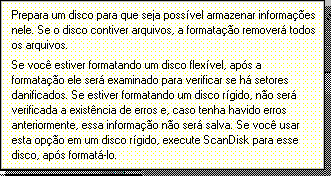 Prepara um disco para que seja possível armazenar informações
nele. Se o disco contiver arquivos, a formatação removerá todos
os arquivos.
Se você estiver formatando um disco flexível, após a
formatação ele será examinado para verificar se há setores
danificados. Se estiver formatando um disco rígido, não será
verificada a existência de erros e, caso tenha havido erros
anteriormente, essa informação não será salva. Se você usar
esta opção em um disco rígido, execute ScanDisk para esse
disco, após formatá-lo.